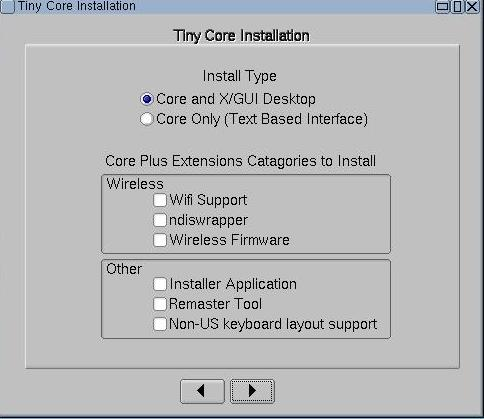 Tiny Core Installation
Tiny Core Installation
Install Type
Core and X/GUI Desktop
Core Only (Text Based Interface)
Core Plus Extensions Catagories to Install
Wireless
Wifi Support
ndiswrapper
Wireless Firmware
Other
Installer Application
Remaster Tool
Non-US keyboard layout support